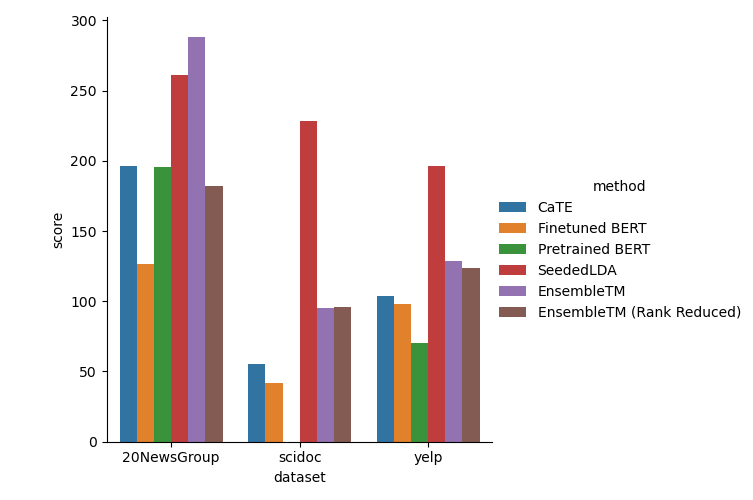 300
250
200
150
100
50
0
score
20NewsGroup
scidoc
yelp
dataset
method
CaTE
Finetuned BERT
Pretrained BERT
SeededLDA
EnsembleTM
EnsembleTM (Rank Reduced)